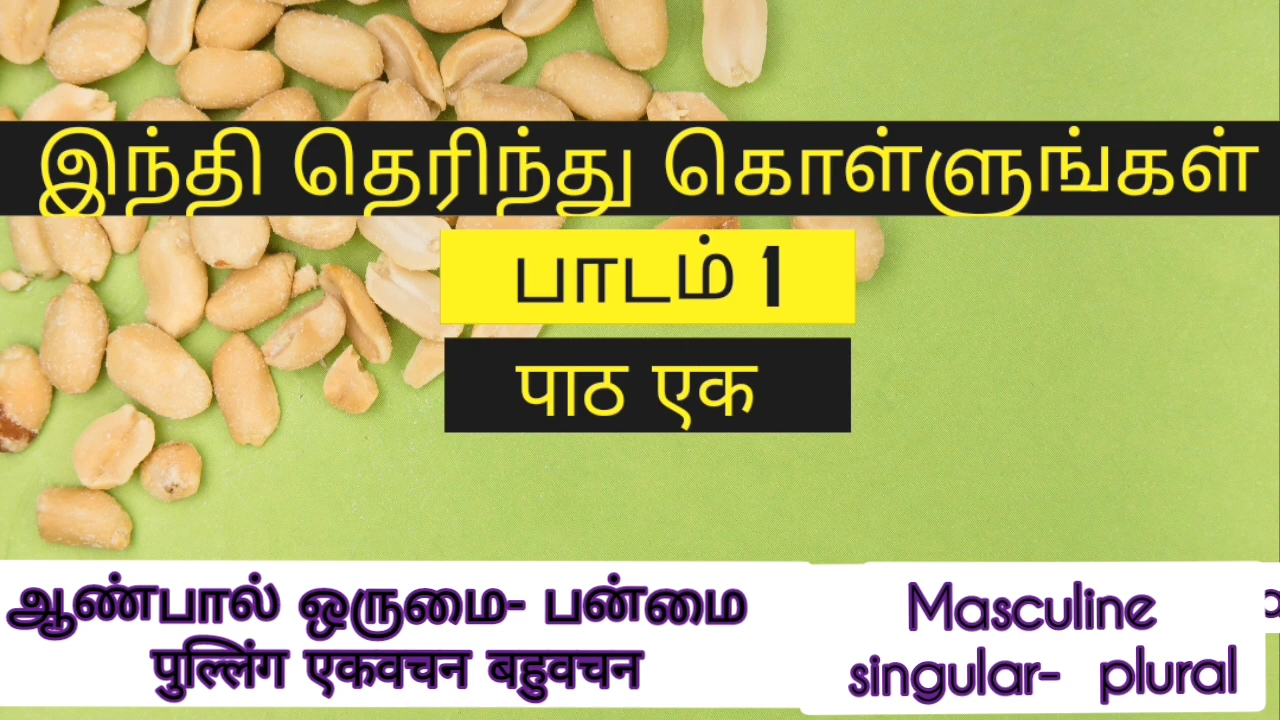 இந்தி தெரிந்து கொள்ளுங்கள்
பாடம் 1
पाठ एक
ஆண்பால் ஒருமை- பன்மை
पुल्लिंग एकवचन बहुवचन
Masculine
singular- plural